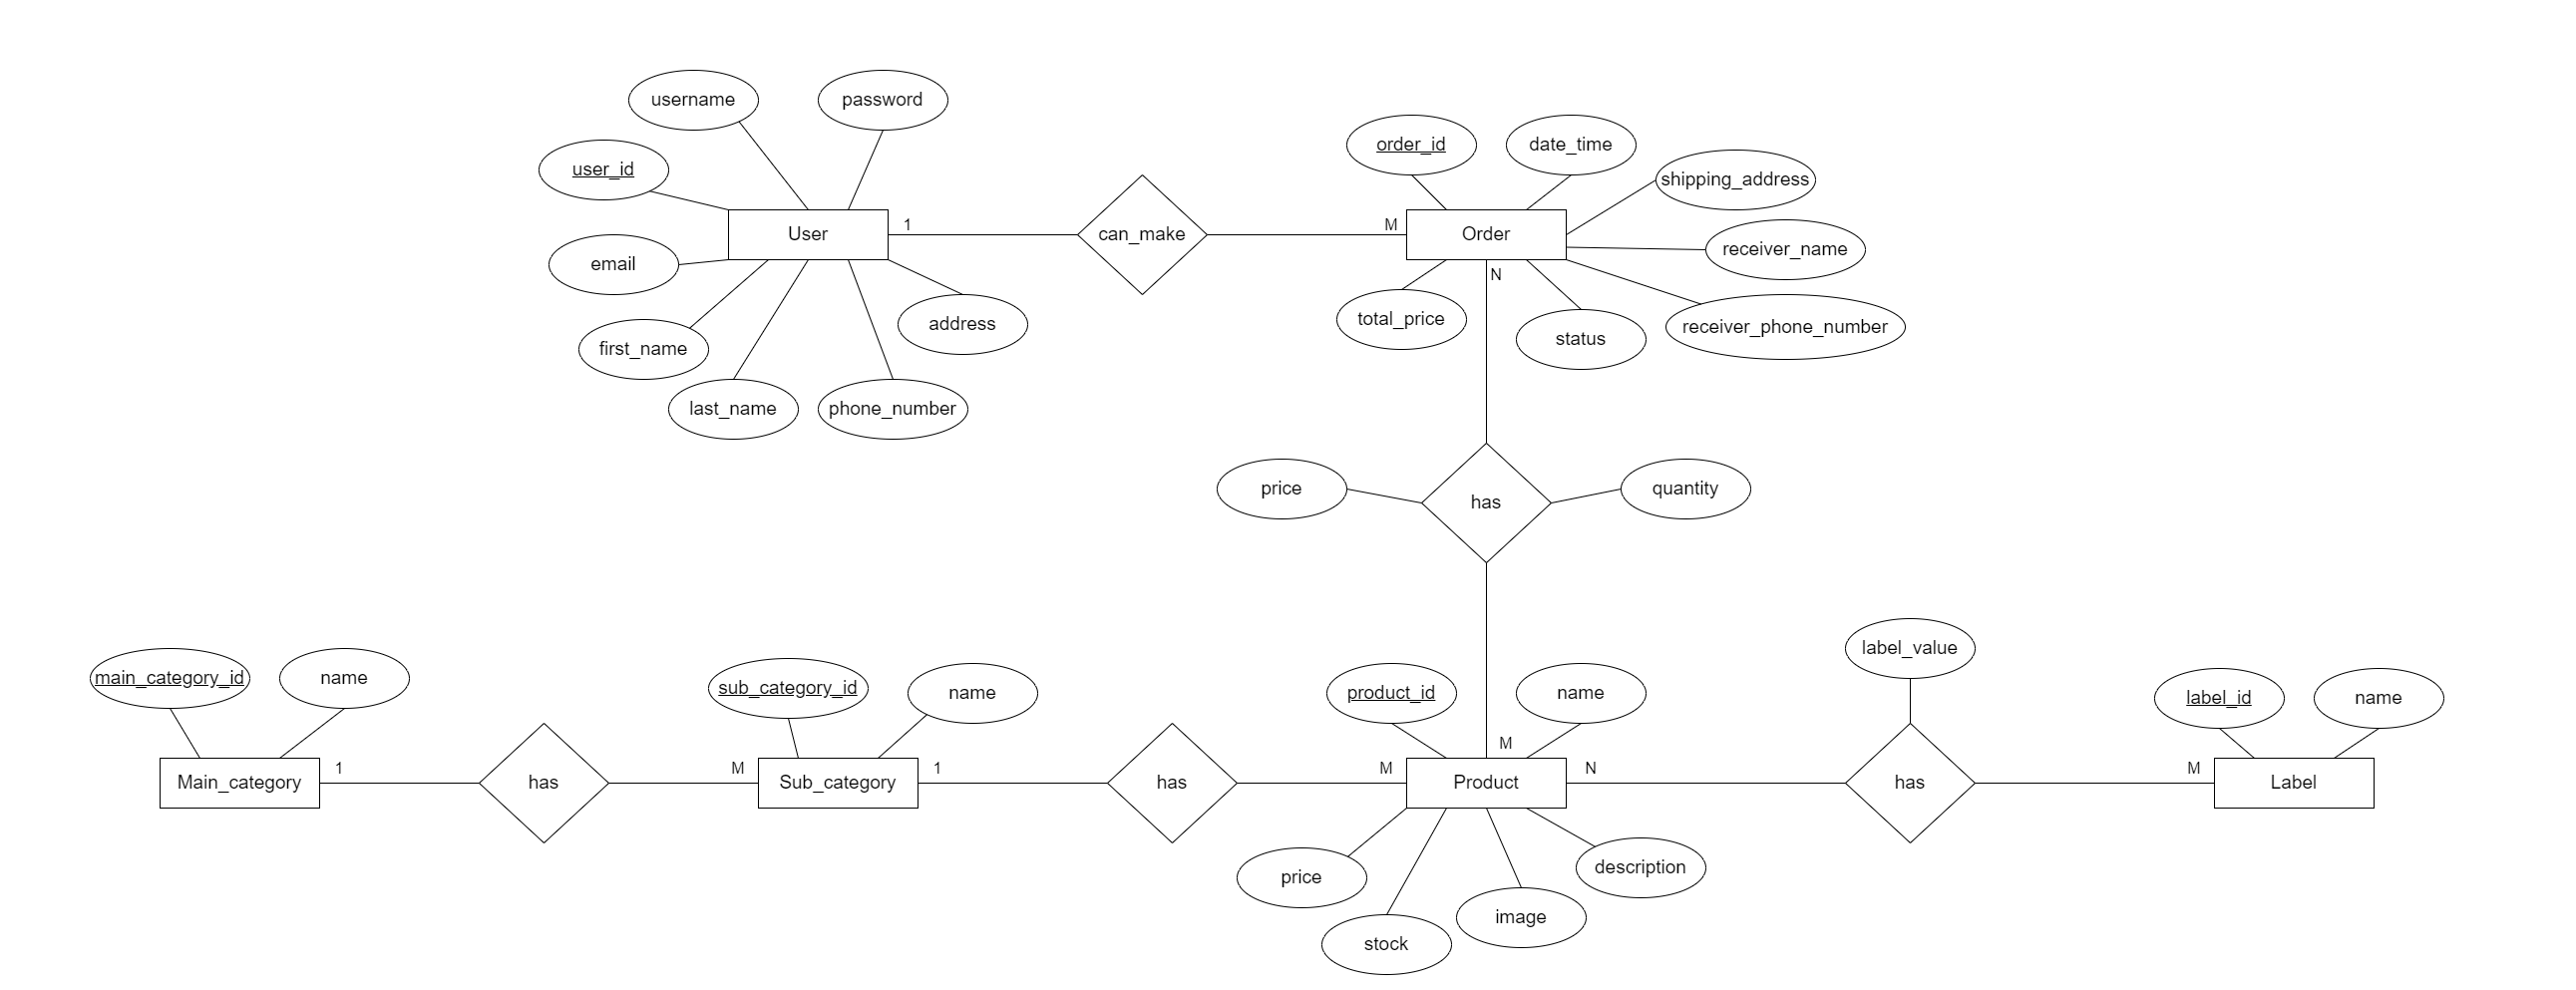 username
password
order_id
date_time
user_id
shipping_address
1
M
User
can_make
Order
receiver_name
email
N
total_price
address
receiver_phone_number
first_name
status
last_name
phone_number
price
has
quantity
label_value
main_category_id
name
sub_category_id
name
product_id
name
label_id
name
M
1
M
1
M
N
M
Main_category
has
Sub_category
has
Product
has
Label
price
description
image
stock